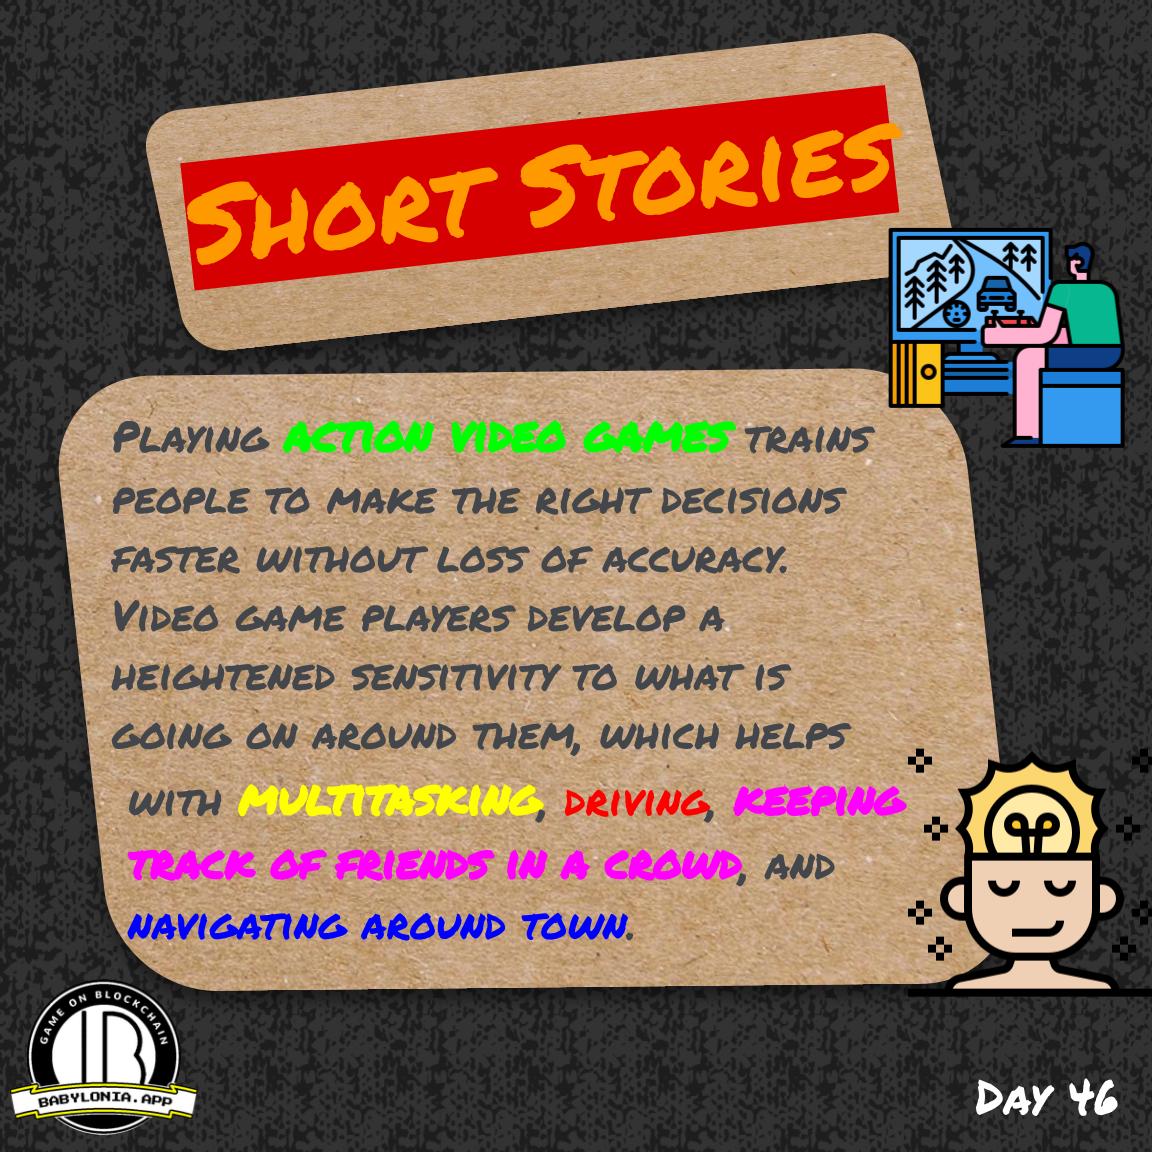 Short Stories
Playing action video games trains
people to make the right decisions
faster without loss of accuracy.
Video game players develop a
heightened sensitivity to what is
going on around them, which helps
with multitasking, driving, keeping
track of friends in a crowd, and
navigating around town.
GAME ON BLOCKCHAIN
B
BABYLONIA.APP
Day 46